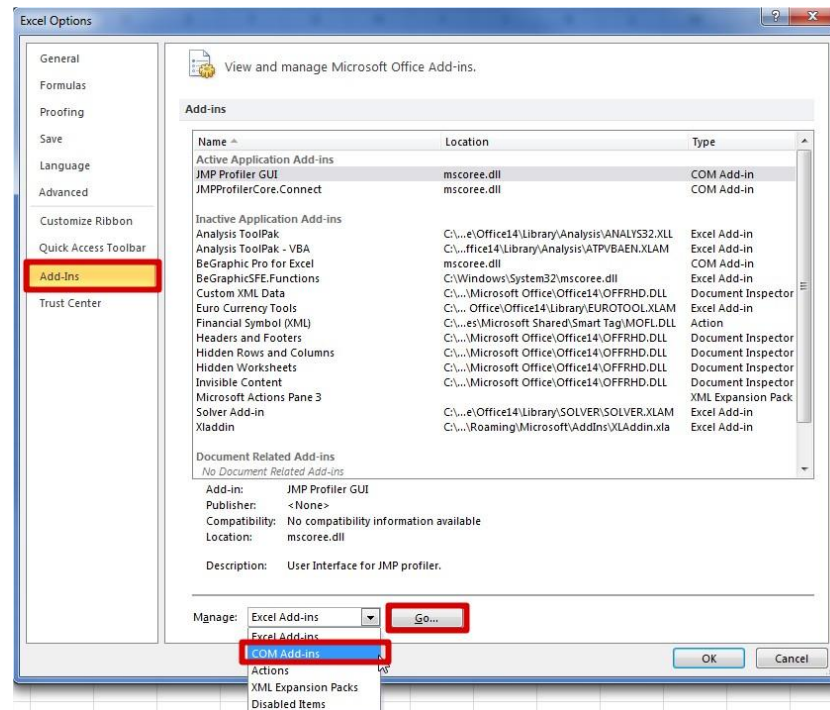 Excel Options
General
Formulas
Proofing
Save
Language
Advanced
Customize Ribbon
Quick Access Toolbar
Add-Ins
Trust Center
View and manage Microsoft Office Add-ins.
Add-ins
Name Location Type
Active Application Add-ins
JMP Profiler GUI mscoree.dll COM Add-in
JMPProfilerCore.Connect mscoree.dll COM Add-in
Inactive Application Add-ins
Analysis ToolPak C:\...e\Office14\Library\Analysis\ANALYS32.XLL Excel Add-in
Analysis ToolPak - VBA C:\...ffice14\Library\Analysis\ATPVBAEN.XLAM Excel Add-in
BeGraphic Pro for Excel mscoree.dll COM Add-in
BeGraphicSFE.Functions C:\Windows\System32\mscoree.dll Excel Add-in
Custom XML Data C:\...\Microsoft Office\Office14\OFFRHD.DLL Document Inspector
Euro Currency Tools C:\... Office\Office14\Library\EUROTOOL.XLAM Excel Add-in
Financial Symbol (XML) C:\...es\Microsoft Shared\Smart Tag\MOFL.DLL Action
Headers and Footers C:\...\Microsoft Office\Office14\OFFRHD.DLL Document Inspector
Hidden Rows and Columns C:\...\Microsoft Office\Office14\OFFRHD.DLL Document Inspector
Hidden Worksheets C:\...\Microsoft Office\Office14\OFFRHD.DLL Document Inspector
Invisible Content C:\...\Microsoft Office\Office14\OFFRHD.DLL Document Inspector
Microsoft Actions Pane 3 XML Expansion Pack
Solver Add-in C:\...e\Office14\Library\SOLVER\SOLVER.XLAM Excel Add-in
Xladdin C:\...\Roaming\Microsoft\AddIns\XLAddin.xla Excel Add-in
Document Related Add-ins
No Document Related Add-ins
Add-in: JMP Profiler GUI
Publisher: <None>
Compatibility: No compatibility information available
Location: mscoree.dll
Description: User Interface for JMP profiler.
Manage: Excel Add-ins Go...
Excel Add-ins
COM Add-ins
Actions
XML Expansion Packs
Disabled Items
OK Cancel